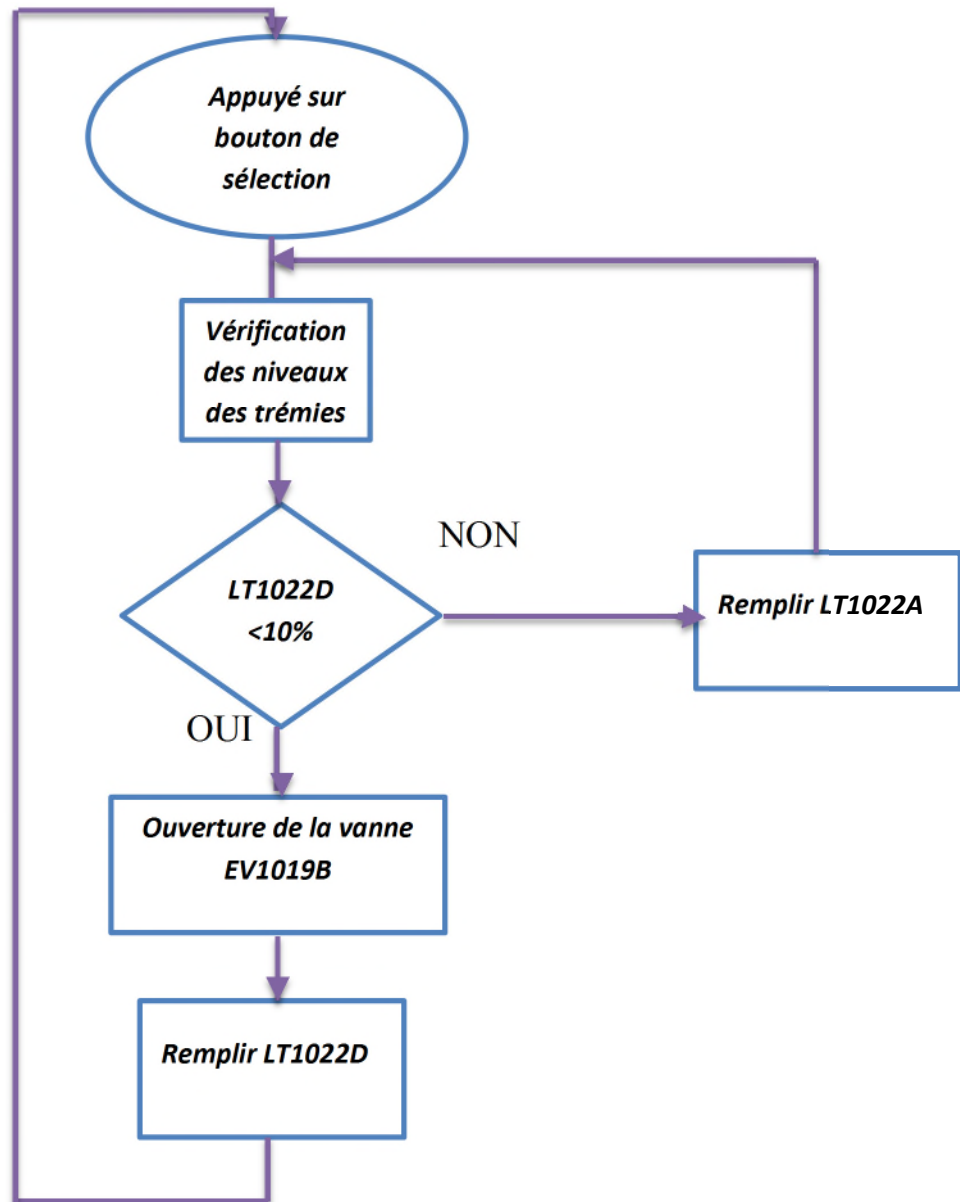 Appuyé sur
bouton de
sélection
Vérification
des niveaux
des trémies
LT1022D
<10%
NON
Remplir LT1022A
OUI
Ouverture de la vanne
EV1019B
Remplir LT1022D